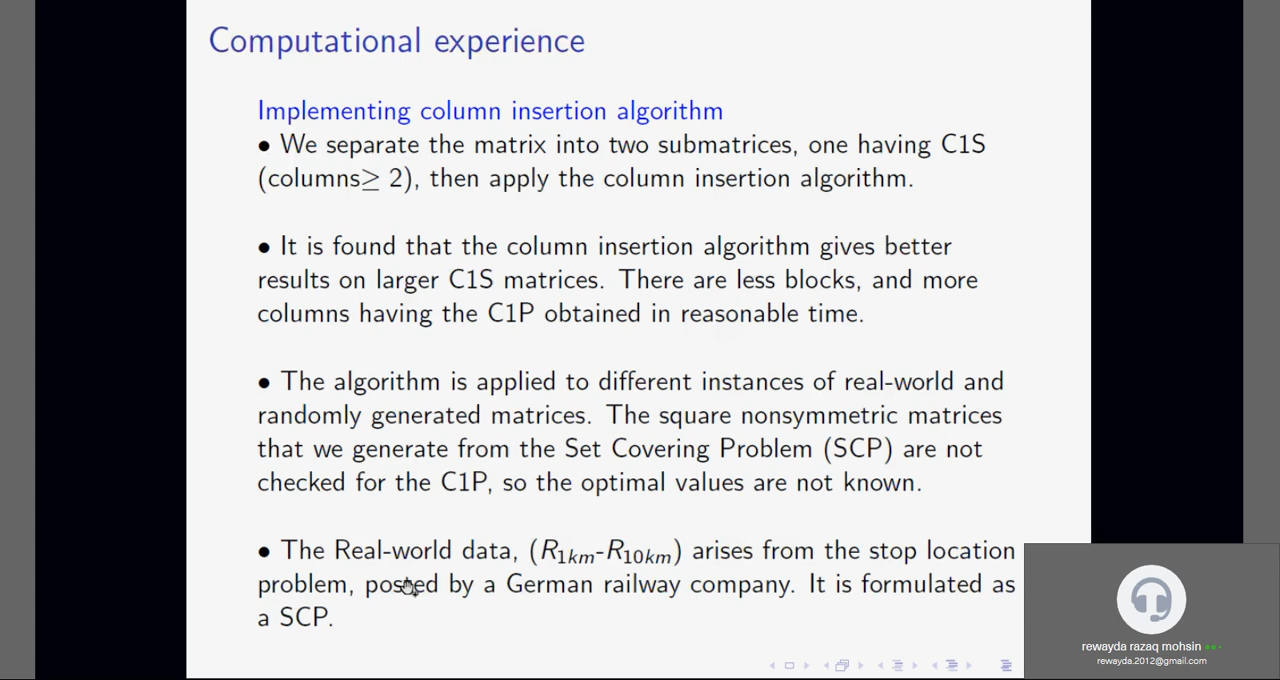 Computational experience
Implementing column insertion algorithm
• We separate the matrix into two submatrices, one having C1S
(columns≥ 2), then apply the column insertion algorithm.
• It is found that the column insertion algorithm gives better
results on larger C1S matrices. There are less blocks, and more
columns having the C1P obtained in reasonable time.
• The algorithm is applied to different instances of real-world and
randomly generated matrices. The square nonsymmetric matrices
that we generate from the Set Covering Problem (SCP) are not
checked for the C1P, so the optimal values are not known.
• The Real-world data, (R1km-R10km) arises from the stop location
problem, posted by a German railway company. It is formulated as
a SCP.
rewayda razaq mohsin
rewayda.2012@gmail.com